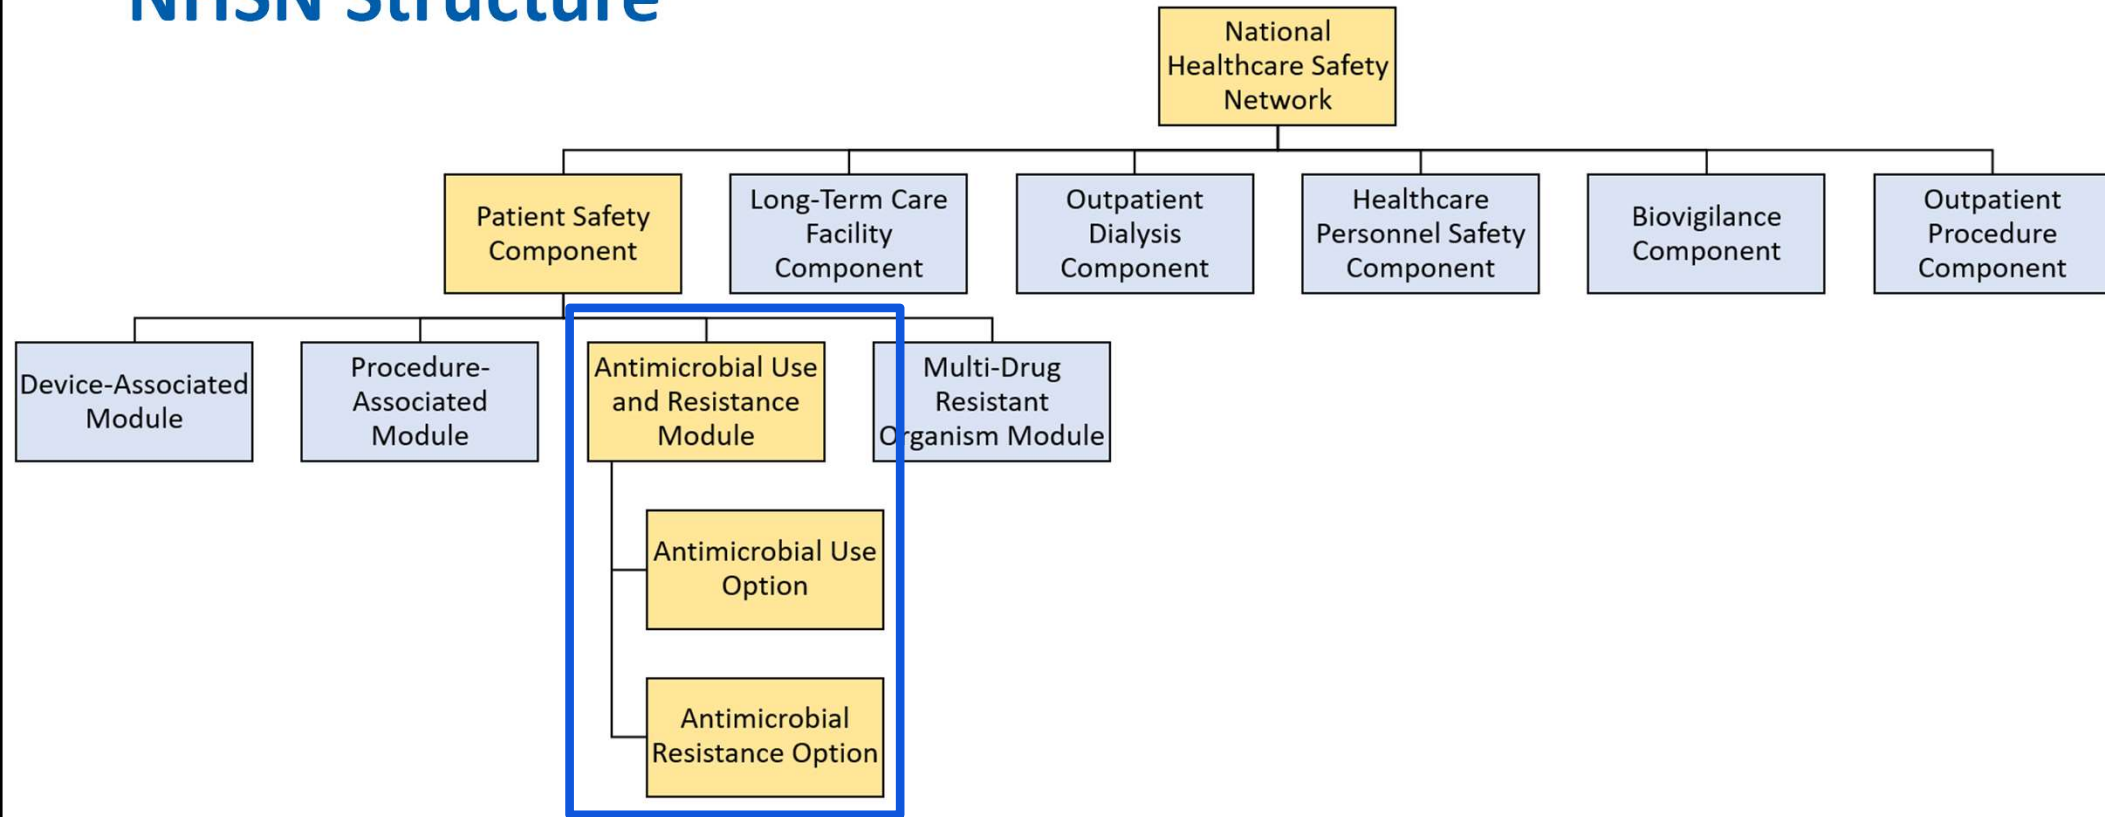 NHSN Structure
National
Healthcare Safety
Network
Patient Safety
Component
Long-Term Care
Facility
Component
Outpatient
Dialysis
Component
Healthcare
Personnel Safety
Component
Biovigilance
Component
Outpatient
Procedure
Component
Device-Associated
Module
Procedure-
Associated
Module
Antimicrobial Use
and Resistance
Module
Multi-Drug
Resistant
Organism Module
Antimicrobial Use
Option
Antimicrobial
Resistance Option